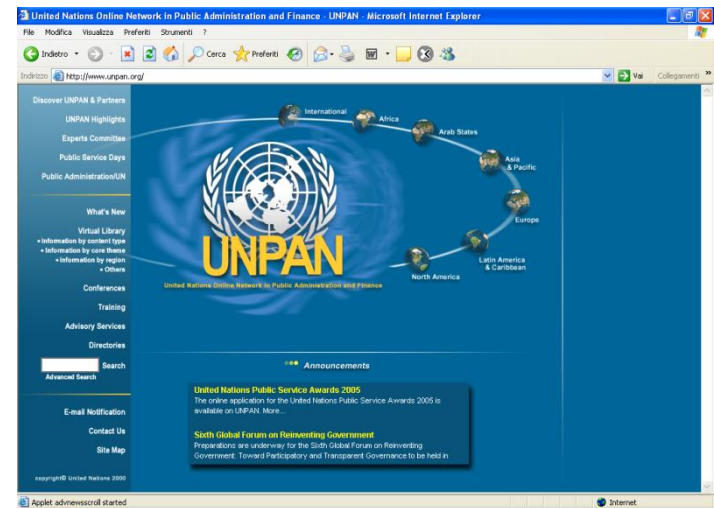 United Nations Online Network in Public Administration and Finance - UNPAN - Microsoft Internet Explorer
File Modifica Visualizza Preferiti Strumenti ?
Indietro Cerca Preferiti
Indirizzo http://www.unpan.org/ Vai Collegamenti »
Discover UNPAN & Partners
UNPAN Highlights
Experts Committee
Public Service Days
Public Administration/UN
What's New
Virtual Library
• Information by content type
• Information by core theme
• Information by region
• Others
Conferences
Training
Advisory Services
Directories
Search
Advanced Search
E-mail Notification
Contact Us
Site Map
copyright© United Nations 2000
International
Africa
Arab States
Asia
& Pacific
Europe
Latin America
& Caribbean
North America
UNPAN
United Nations Online Network in Public Administration and Finance
Announcements
United Nations Public Service Awards 2005
The online application for the United Nations Public Service Awards 2005 is
available on UNPAN. More...
Sixth Global Forum on Reinventing Government
Preparations are underway for the Sixth Global Forum on Reinventing
Government: Toward Participatory and Transparent Governance to be held in
Applet advnewsscroll started
Internet